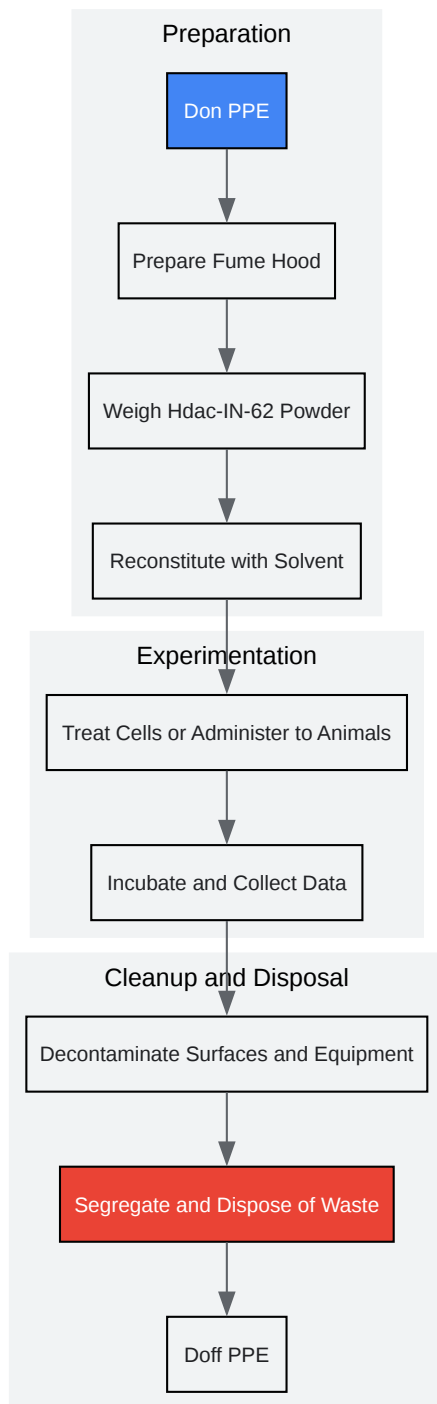 Preparation
Don PPE
Prepare Fume Hood
Weigh Hdac-IN-62 Powder
Reconstitute with Solvent
Experimentation
Treat Cells or Administer to Animals
Incubate and Collect Data
Cleanup and Disposal
Decontaminate Surfaces and Equipment
Segregate and Dispose of Waste
Doff PPE